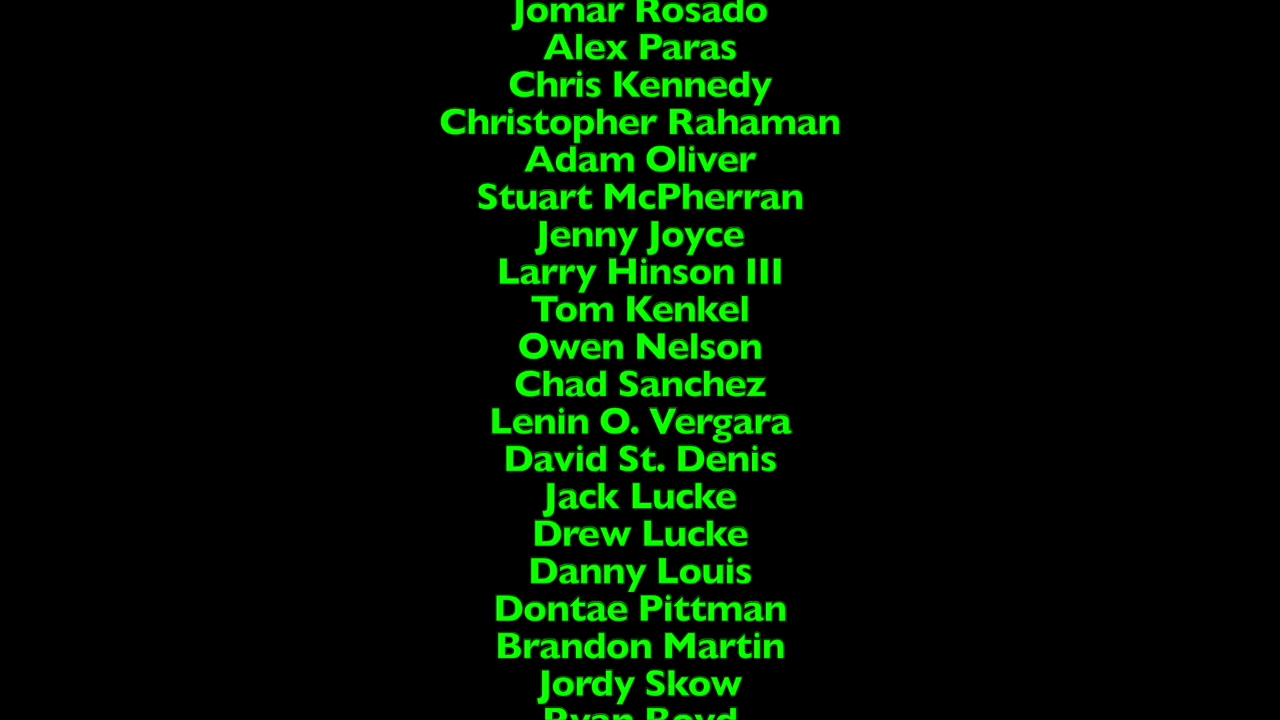 Jomar Rosado
Alex Paras
Chris Kennedy
Christopher Rahaman
Adam Oliver
Stuart McPherran
Jenny Joyce
Larry Hinson III
Tom Kenkel
Owen Nelson
Chad Sanchez
Lenin O. Vergara
David St. Denis
Jack Lucke
Drew Lucke
Danny Louis
Dontae Pittman
Brandon Martin
Jordy Skow
Ryan Boyd